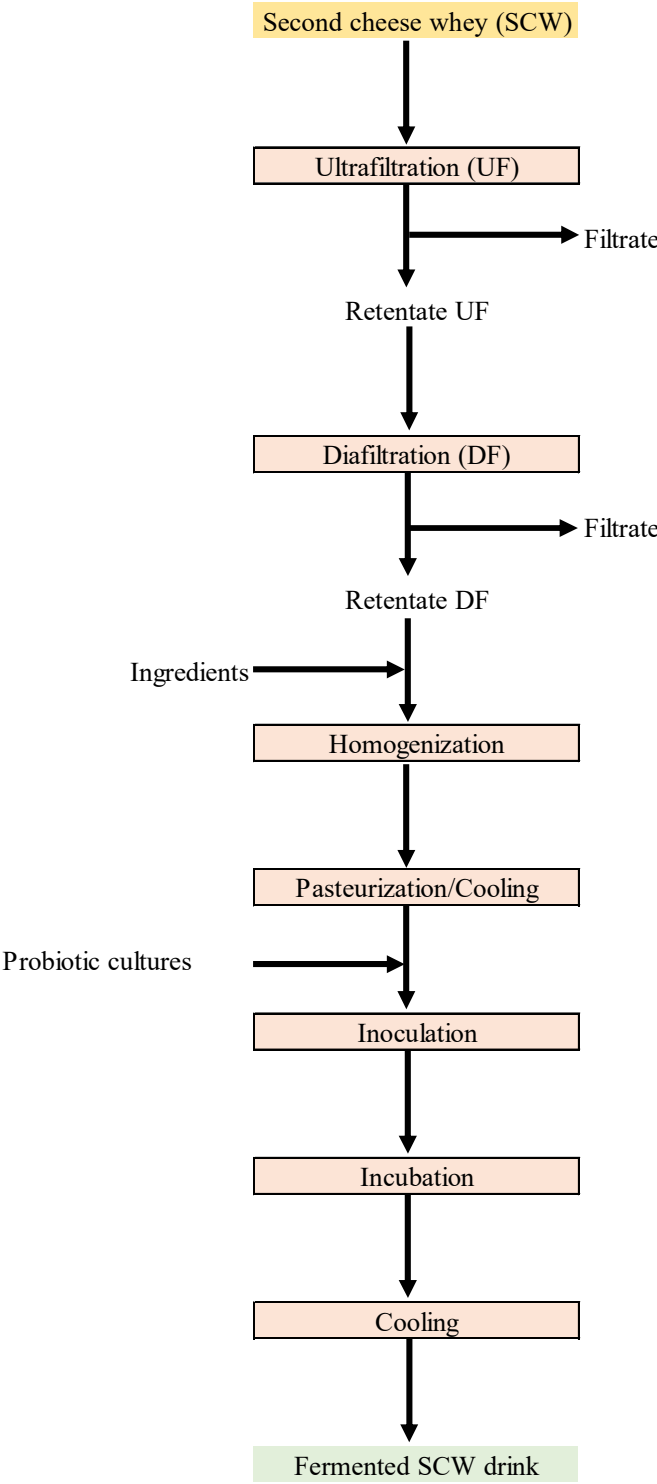 Second cheese whey (SCW)
Ultrafiltration (UF)
Filtrate
Retentate UF
Diafiltration (DF)
Filtrate
Retentate DF
Ingredients
Homogenization
Pasteurization/Cooling
Probiotic cultures
Inoculation
Incubation
Cooling
Fermented SCW drink